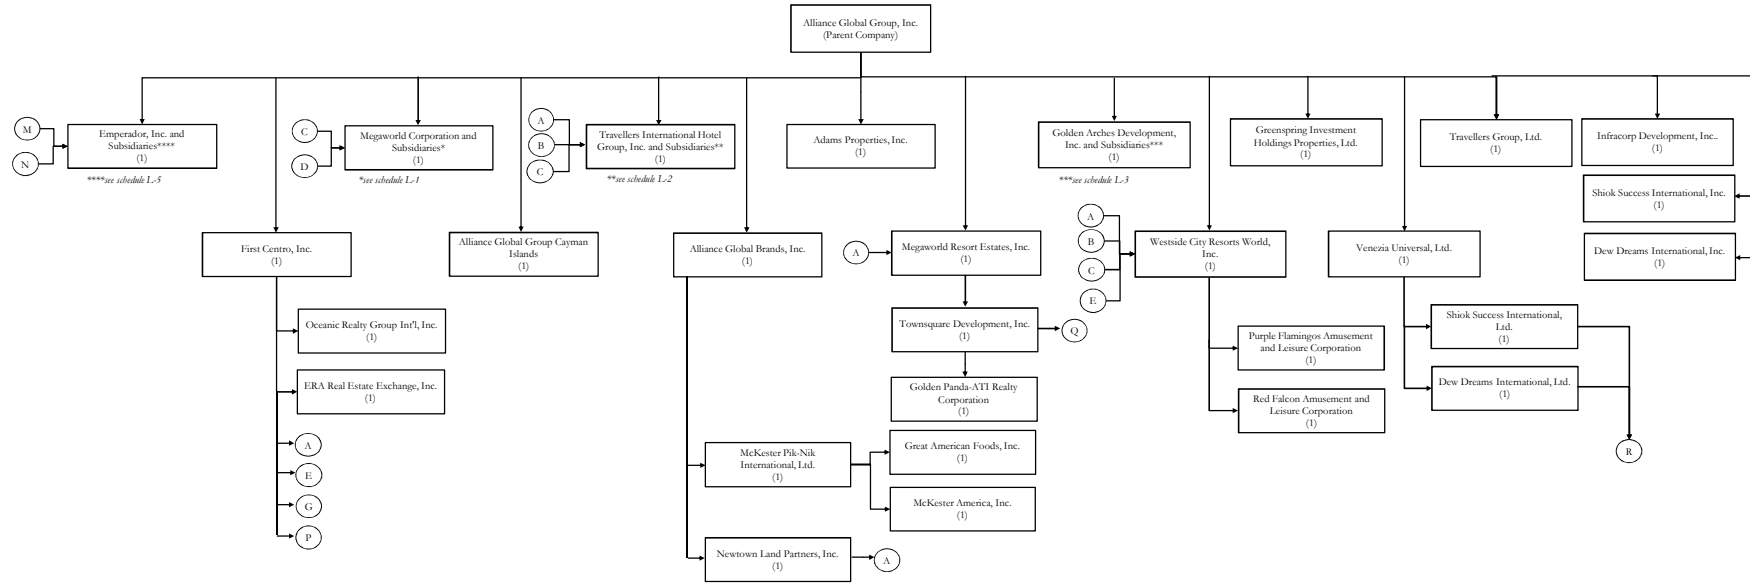 Alliance Global Group, Inc.
(Parent Company)
M
N
Emperador, Inc. and
Subsidiaries****
(1)
****see schedule L-5
C
D
Megaworld Corporation and
Subsidiaries*
(1)
*see schedule L-1
A
B
C
Travellers International Hotel
Group, Inc. and Subsidiaries**
(1)
**see schedule L-2
Adams Properties, Inc.
(1)
Golden Arches Development,
Inc. and Subsidiaries***
(1)
***see schedule L-3
Greenspring Investment
Holdings Properties, Ltd.
(1)
Travellers Group, Ltd.
(1)
Infracorp Development, Inc..
(1)
Shiok Success International, Inc.
(1)
Dew Dreams International, Inc.
(1)
First Centro, Inc.
(1)
Alliance Global Group Cayman
Islands
(1)
Alliance Global Brands, Inc.
(1)
A
Megaworld Resort Estates, Inc.
(1)
A
B
C
E
Westside City Resorts World,
Inc.
(1)
Venezia Universal, Ltd.
(1)
Oceanic Realty Group Int'l, Inc.
(1)
ERA Real Estate Exchange, Inc.
(1)
A
E
G
P
Townsquare Development, Inc.
(1)
Q
Golden Panda-ATI Realty
Corporation
(1)
Purple Flamingos Amusement
and Leisure Corporation
(1)
Red Falcon Amusement and
Leisure Corporation
(1)
Shiok Success International,
Ltd.
(1)
Dew Dreams International, Ltd.
(1)
R
McKester Pik-Nik
International, Ltd.
(1)
Great American Foods, Inc.
(1)
McKester America, Inc.
(1)
Newtown Land Partners, Inc.
(1)
A